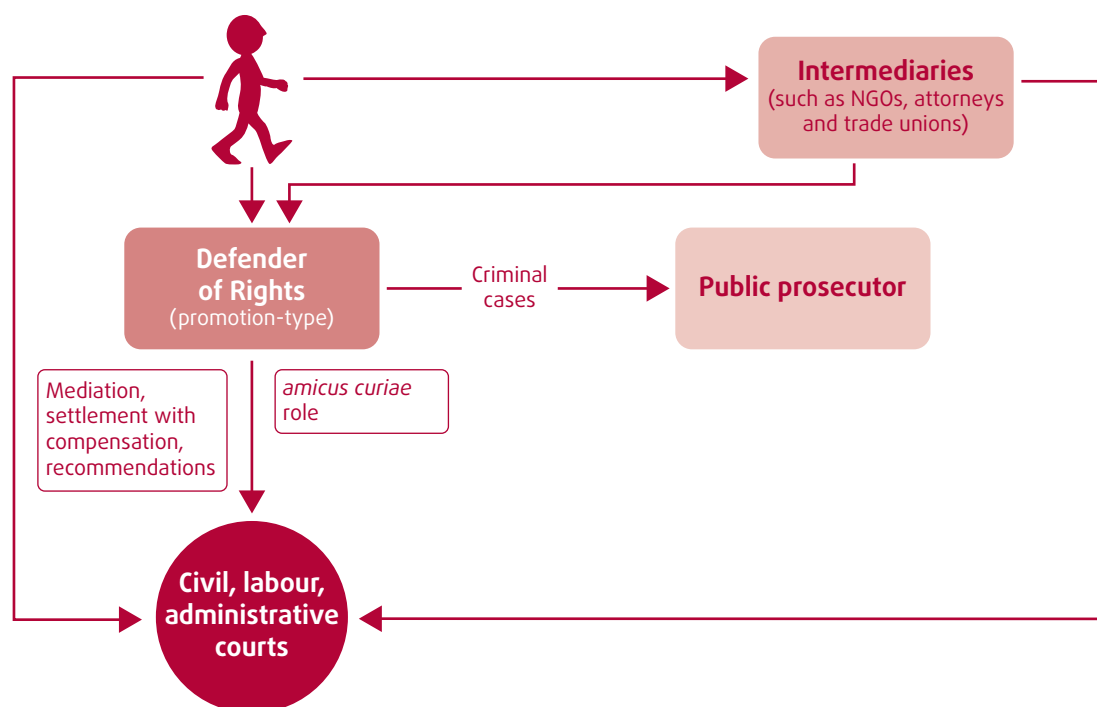 Intermediaries
(such as NGOs, attorneys
and trade unions)
Defender
of Rights
(promotion-type)
Criminal
cases
Public prosecutor
Mediation,
settlement with
compensation,
recommendations
amicus curiae
role
Civil, labour,
administrative
courts